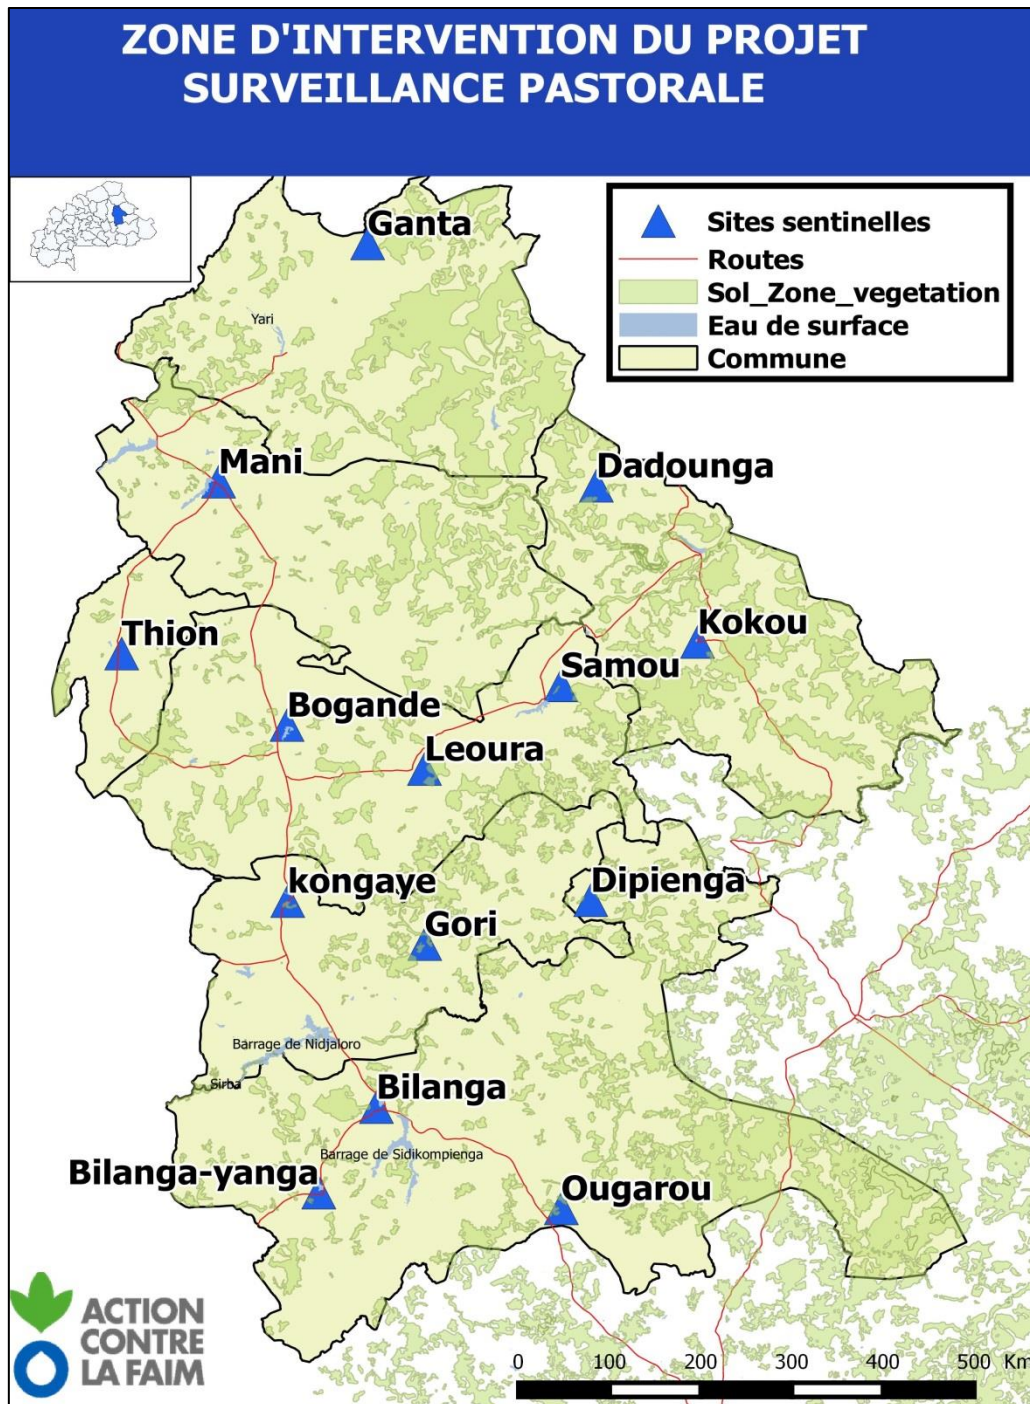 ZONE D'INTERVENTION DU PROJET
SURVEILLANCE PASTORALE
Sites sentinelles
Routes
Sol_Zone_vegetation
Eau de surface
Commune
Ganta
Yari
Mani
Dadounga
Thion
Kokou
Samou
Bogande
Leoura
kongaye
Dipienga
Gori
Barrage de Nidjaloro
Sirba
Bilanga
Barrage de Sidikompienga
Bilanga-yanga
Ougarou
ACTION
CONTRE
LA FAIM
0 100 200 300 400 500 Km